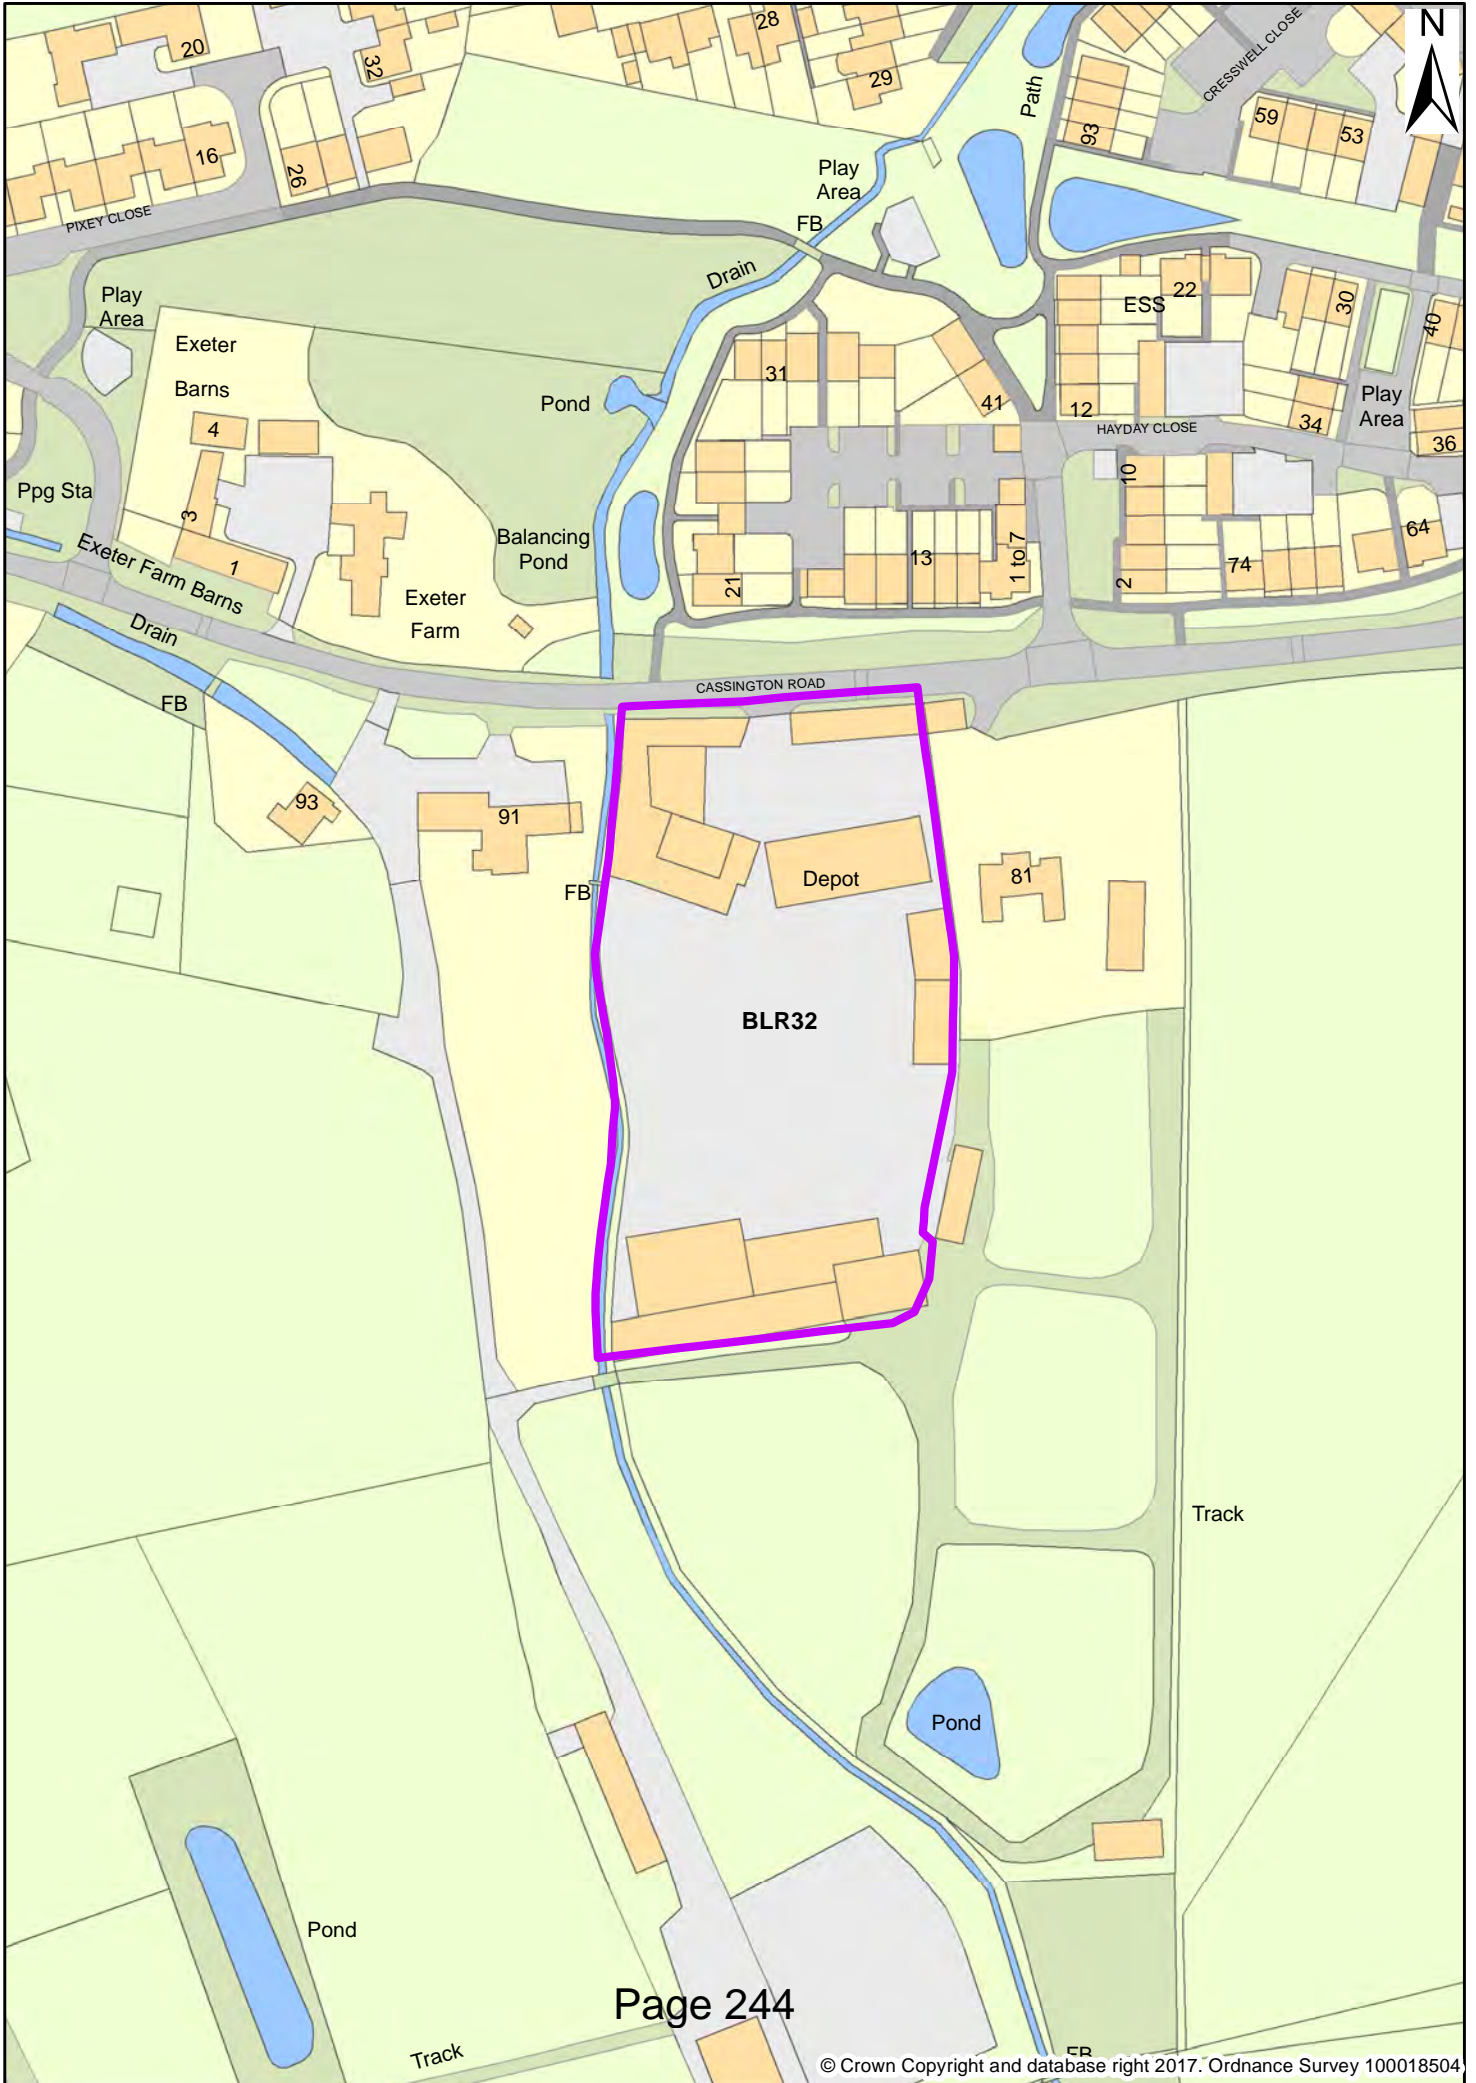 N
28
20
32
29
CRESSWELL CLOSE
Path
93
59
53
16
26
Play
Area
PIXEY CLOSE
FB
Drain
Play
Area
22
ESS
30
40
Exeter
Barns
31
Pond
41
12
Play
Area
34
HAYDAY CLOSE
36
4
10
Ppg Sta
3
Balancing
Pond
13
1 to 7
64
74
2
21
1
Exeter Farm Barns
Exeter
Farm
Drain
CASSINGTON ROAD
FB
93
91
Depot
81
FB
BLR32
Track
Pond
Pond
Page 244
Track
FB
© Crown Copyright and database right 2017. Ordnance Survey 100018504